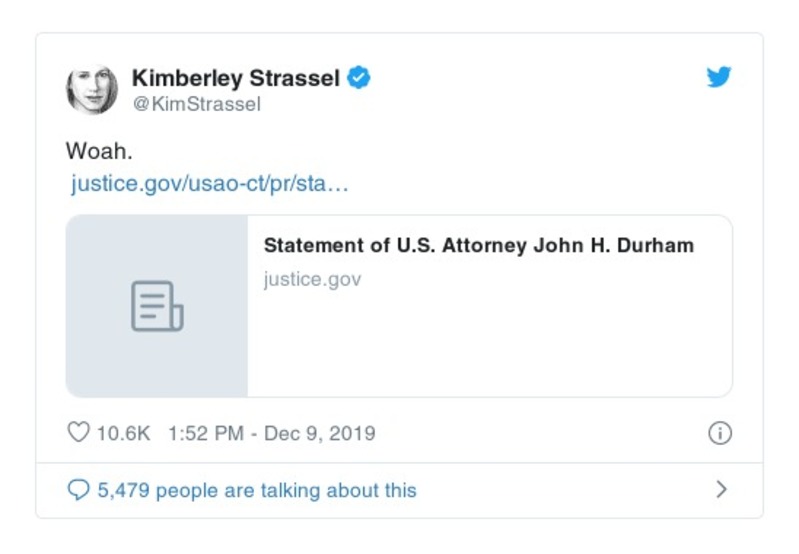 Kimberley Strassel
@KimStrassel
Woah.
justice.gov/usao-ct/pr/sta…
Statement of U.S. Attorney John H. Durham
justice.gov
10.6K 1:52 PM - Dec 9, 2019
5,479 people are talking about this